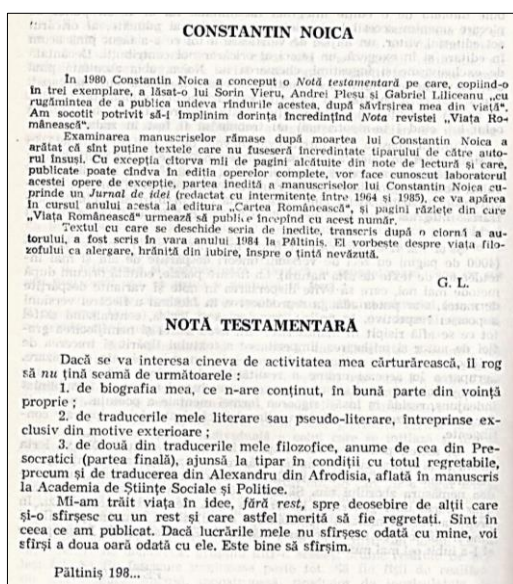 CONSTANTIN NOICA
În 1980 Constantin Noica a conceput o Notă testamentară pe care, copiind-o
în trei exemplare, a lăsat-o lui Sorin Vieru, Andrei Pleșu și Gabriel Liiceanu „cu
rugămintea de a publica undeva rîndurile acestea, după săvîrșirea mea din viață“.
Am socotit potrivit să-i împlinim dorința încredințînd Nota revistei „Viața Ro-
mânească“.
Examinarea manuscriselor rămase după moartea lui Constantin Noica a
arătat că sînt puține textele care nu fuseseră încredintate tiparului de către auto-
rul însuși. Cu excepția cîtorva mii de pagini alcătuite din note de lectură și care,
publicate poate cîndva în ediția operelor complete, vor face cunoscut laboratorul
acestei opere de excepție, partea inedită a manuscriselor lui Constantin Noica cu-
prinde un Jurnal de idei (redactat cu intermitențe între 1964 și 1985), ce va apărea
în cursul anului acesta la editura „Cartea Românească“, și pagini răzlețe din care
„Viața Românească“ urmează să publice începînd cu acest număr.
Textul cu care se deschide seria de inedite, transcris după o ciornă a au-
torului, a fost scris în vara anului 1984 la Păltiniș. El vorbește despre viața filo-
zofului ca alergare, hrănită din iubire, înspre o țintă nevăzută.
G. L.
NOTĂ TESTAMENTARĂ
Dacă se va interesa cineva de activitatea mea cărturărească, îl rog
să nu țină seamă de următoarele :
1. de biografia mea, ce n-are conținut, în bună parte din voință
proprie ;
2. de traducerile mele literare sau pseudo-literare, întreprinse ex-
clusiv din motive exterioare ;
3. de două din traducerile mele filozofice, anume de cea din Pre-
socratici (partea finală), ajunsă la tipar în condiții cu totul regretabile,
precum și de traducerea din Alexandru din Afrodisia, aflată în manuscris
la Academia de Științe Sociale și Politice.
Mi-am trăit viața în idee, fără rest, spre deosebire de alții care
și-o sfîrșesc cu un rest și care astfel merită să fie regretați. Sînt în
ceea ce am publicat. Dacă lucrările mele nu sfîrșesc odată cu mine, voi
sfîrși a doua oară odată cu ele. Este bine să sfîrșim.
Păltiniș 198...